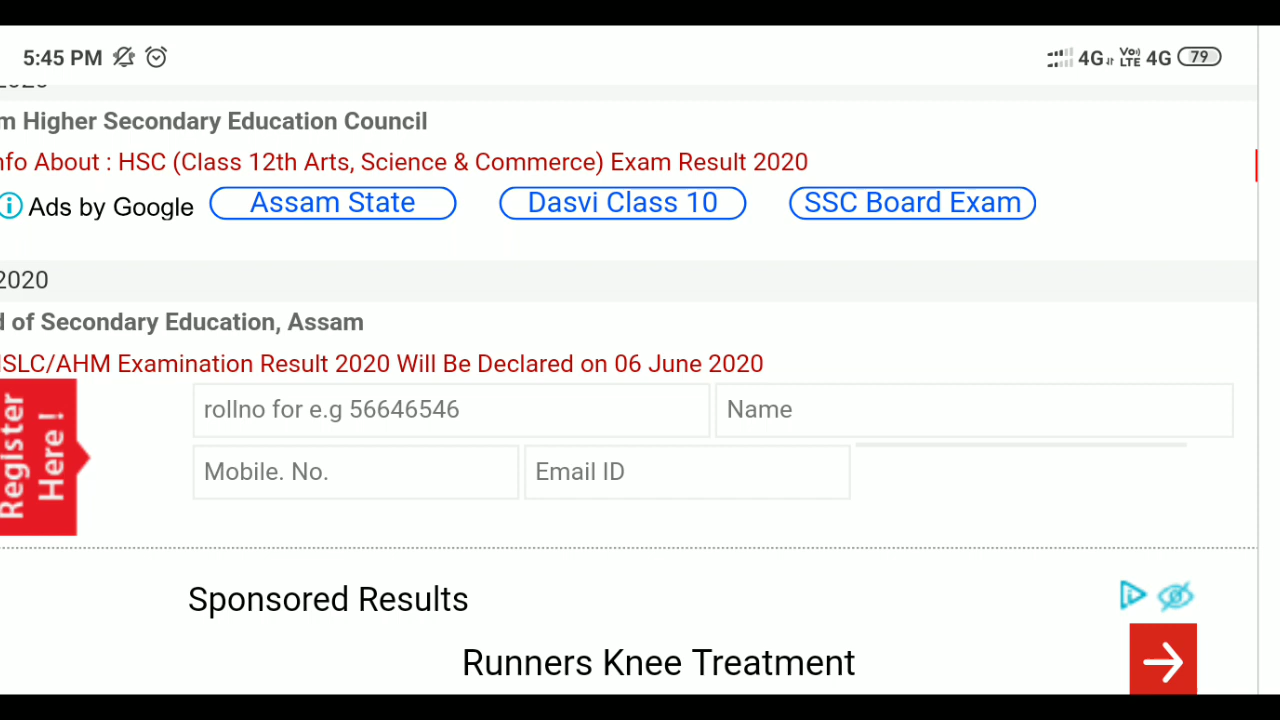 5:45 PM 4G Vo) LTE 4G 79
m Higher Secondary Education Council
nfo About : HSC (Class 12th Arts, Science & Commerce) Exam Result 2020
Ads by Google Assam State Dasvi Class 10 SSC Board Exam
2020
d of Secondary Education, Assam
SLC/AHM Examination Result 2020 Will Be Declared on 06 June 2020
Register Here !
rollno for e.g 56646546 Name
Mobile. No. Email ID
Sponsored Results
Runners Knee Treatment